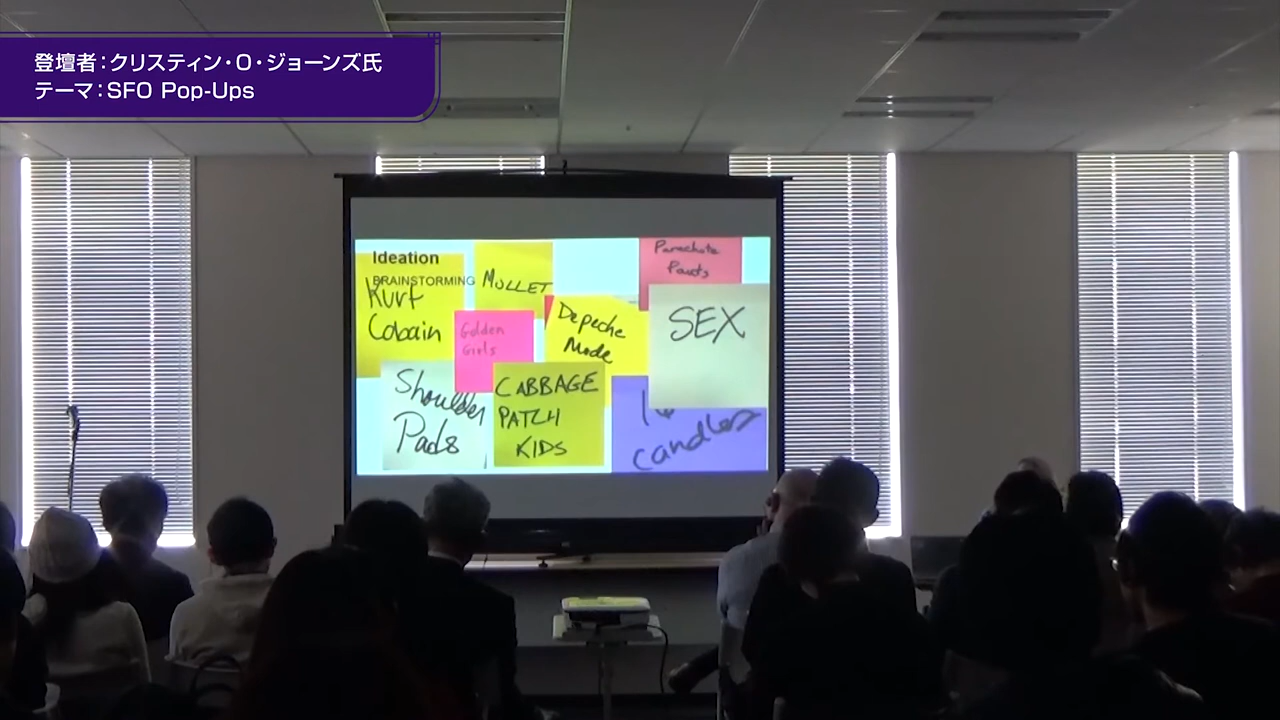 登壇者：クリスティン・O・ジョーンズ氏
テーマ：SFO Pop-Ups
Ideation
BRAINSTORMING
Kurt
Cobain
MULLET
Golden
Girls
Depeche
Mode
Parachute
Pants
SEX
Shoulder
Pads
CABBAGE
PATCH
KIDS
candles